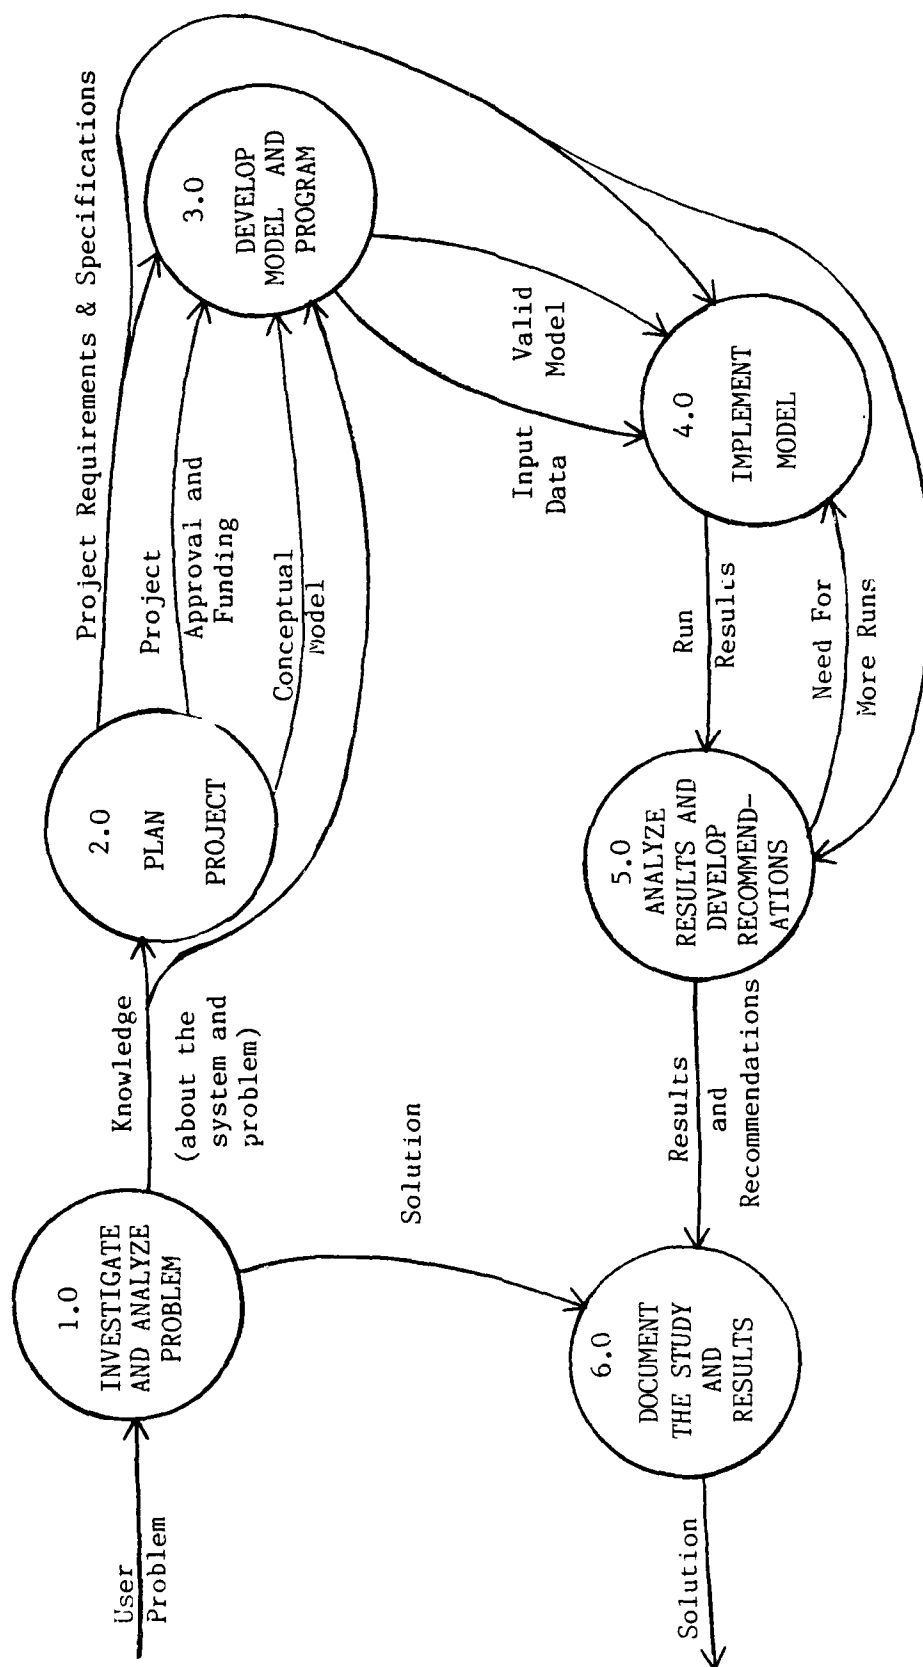 User
Problem
1.0
INVESTIGATE
AND ANALYZE
PROBLEM
Knowledge
(about the
system and
problem)
2.0
PLAN
PROJECT
Project Requirements & Specifications
Project
Approval and
Funding
Conceptual
Model
3.0
DEVELOP
MODEL AND
PROGRAM
Solution
Input
Data
Valid
Model
4.0
IMPLEMENT
MODEL
Run
Results
Need For
More Runs
5.0
ANALYZE
RESULTS AND
DEVELOP
RECOMMEND-
ATIONS
Results
and
Recommendations
6.0
DOCUMENT
THE STUDY
AND
RESULTS
Solution